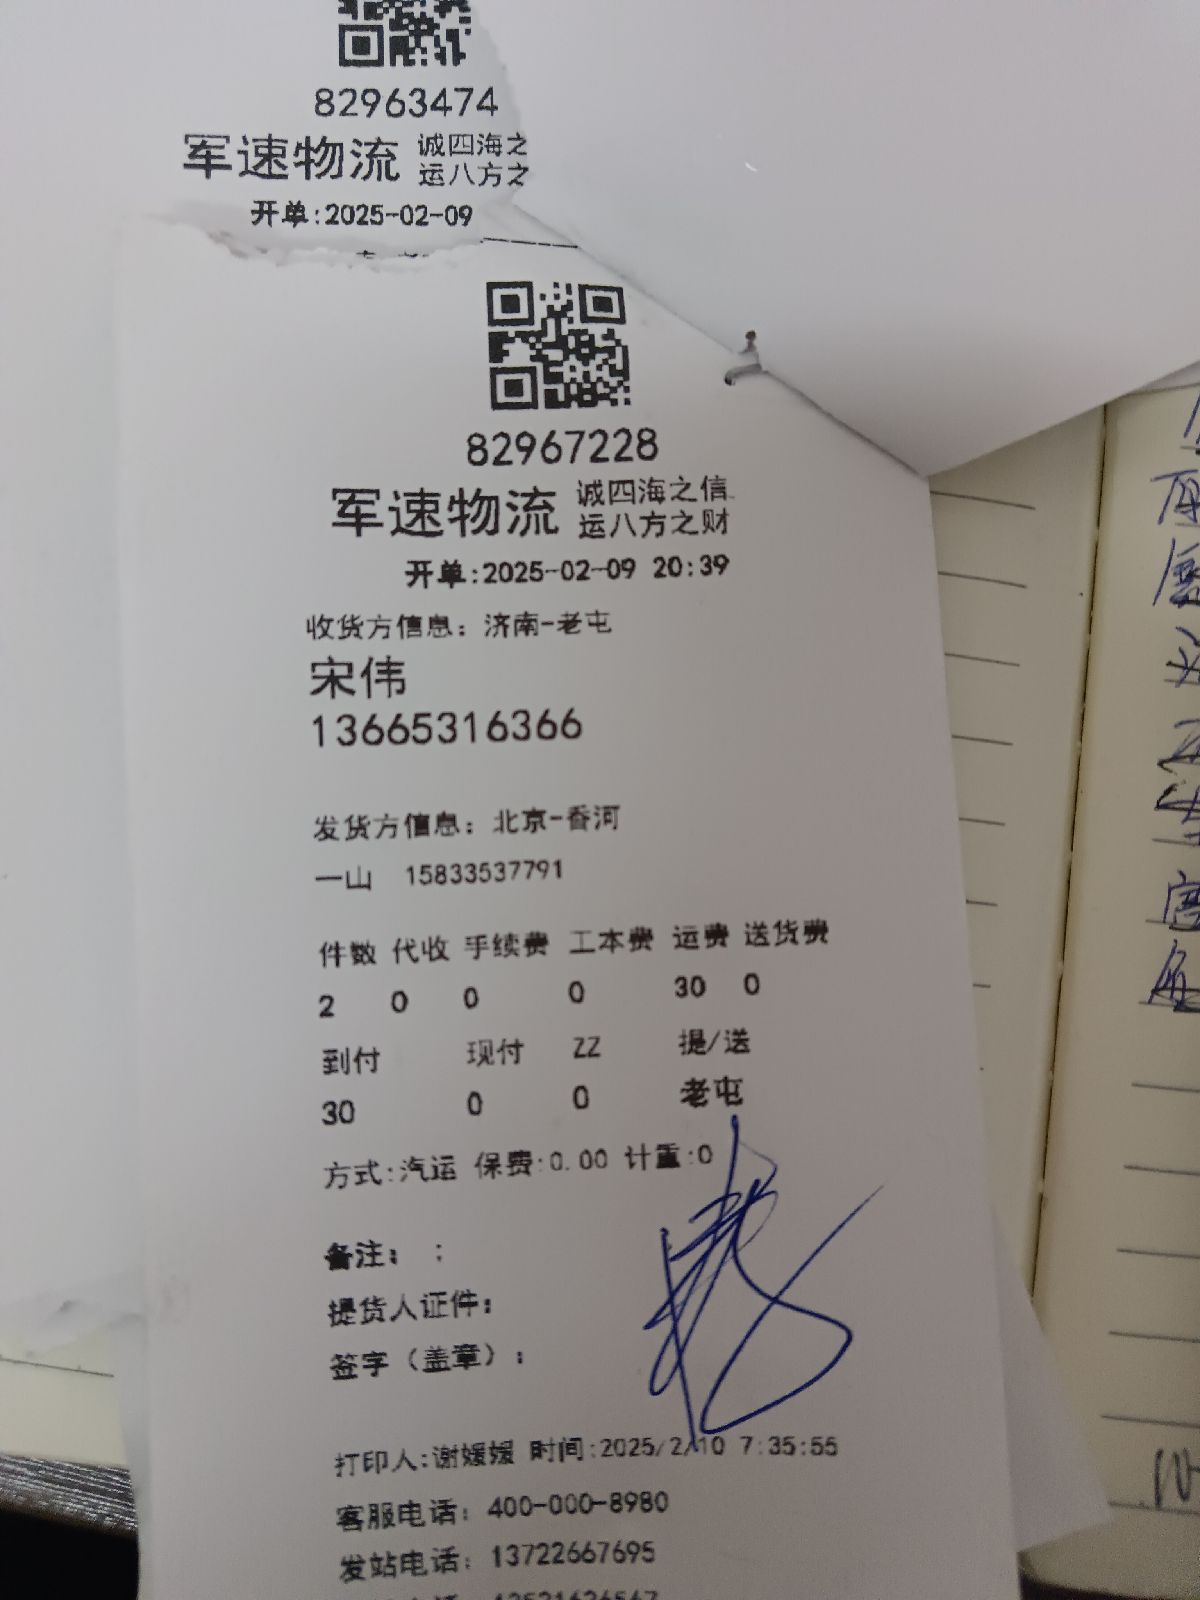 82963474
军速物流 诚四海之
运八方之
开单:2025-02-09
82967228
军速物流 诚四海之信
运八方之财
开单:2025-02-09 20:39
收货方信息：济南-老屯
宋伟
13665316366
发货方信息：北京-香河
一山 15833537791
件数 代收 手续费 工本费 运费 送货费
2 0 0 0 30 0
到付 现付 ZZ 提/送
30 0 0 老屯
方式:汽运 保费:0.00 计重:0
备注： :
提货人证件：
签字（盖章）：
打印人:谢媛媛 时间:2025/2/10 7:35:55
客服电话：400-000-8980
发站电话：13722667695